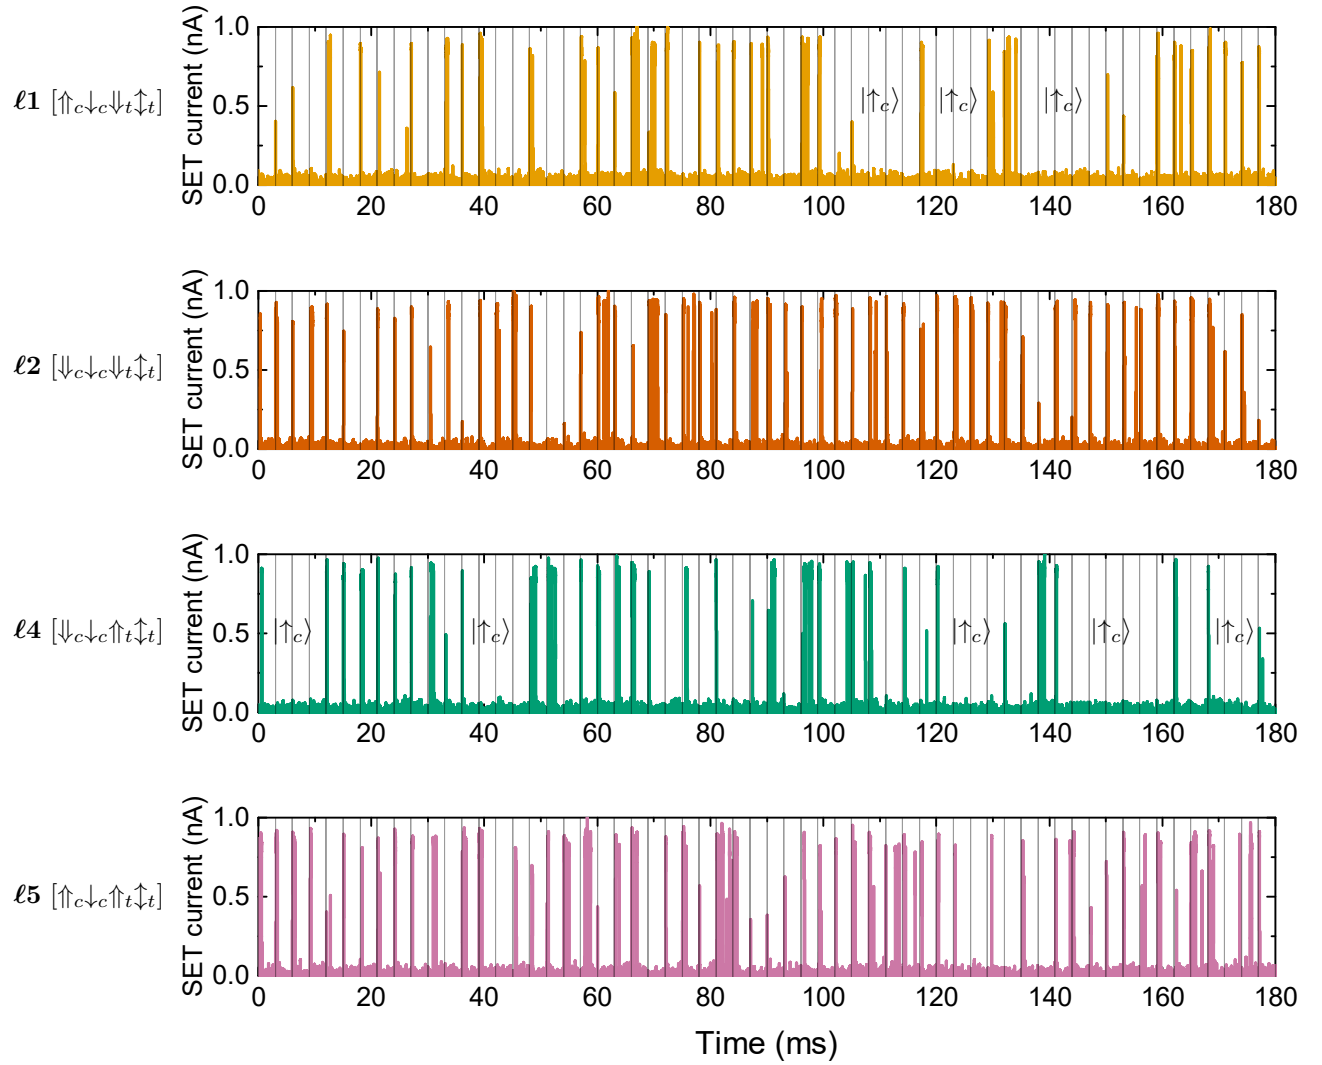 SET current (nA)
1.0
0.5
0.0
ℓ1 [⇑c↓c⇓t↕t]
|↑c⟩ |↑c⟩ |↑c⟩
0 20 40 60 80 100 120 140 160 180
SET current (nA)
1.0
0.5
0.0
ℓ2 [⇓c↓c⇓t↕t]
0 20 40 60 80 100 120 140 160 180
SET current (nA)
1.0
0.5
0.0
ℓ4 [⇓c↓c⇑t↕t]
|↑c⟩ |↑c⟩ |↑c⟩ |↑c⟩ |↑c⟩
0 20 40 60 80 100 120 140 160 180
SET current (nA)
1.0
0.5
0.0
ℓ5 [⇑c↓c⇑t↕t]
0 20 40 60 80 100 120 140 160 180
Time (ms)